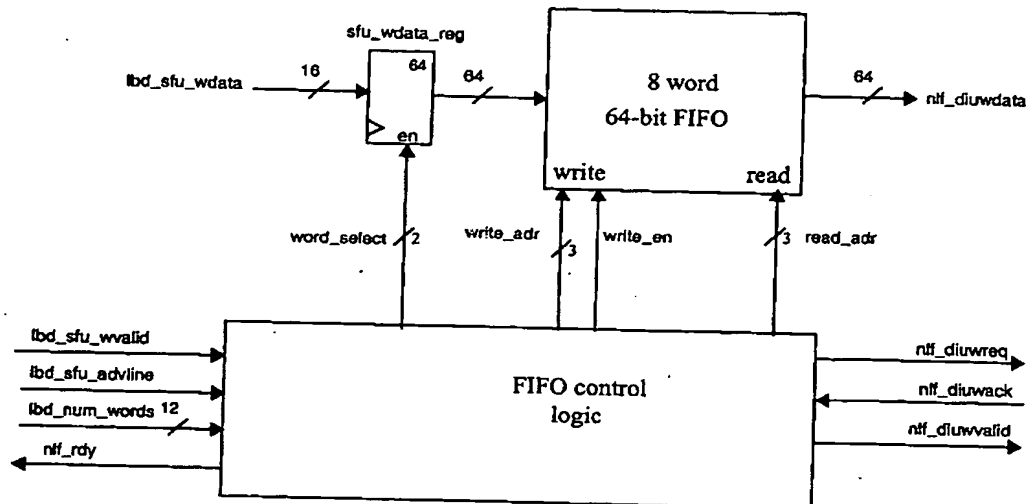 sfu_wdata_reg
lbd_sfu_wdata
16
64
en
64
8 word
64-bit FIFO
write
read
64
nlf_diuwdata
word_select
2
write_adr
3
write_en
3
read_adr
lbd_sfu_wvalid
lbd_sfu_advline
lbd_num_words
12
nlf_rdy
FIFO control
logic
nlf_diuwreq
nlf_diuwack
nlf_diuwvalid